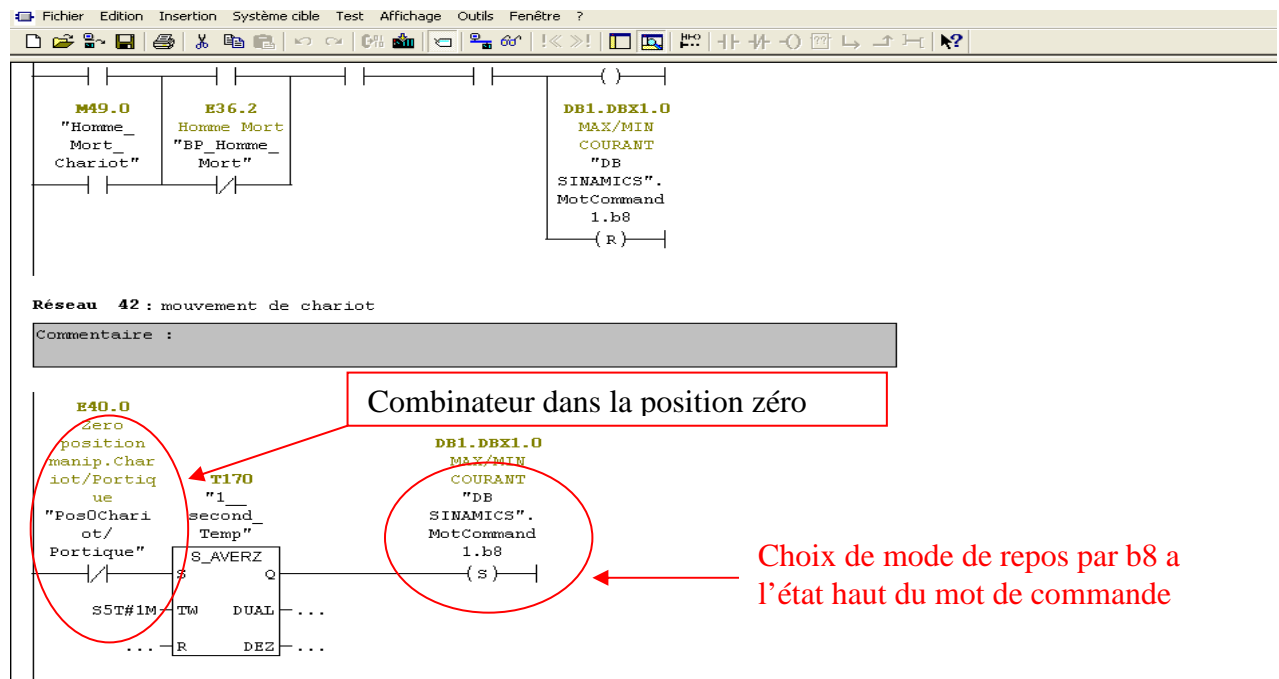 Fichier Edition Insertion Système cible Test Affichage Outils Fenêtre ?
M49.0
"Homme_
Mort_
Chariot"
E36.2
Homme Mort
"BP_Homme_
Mort"
DB1.DBX1.0
MAX/MIN
COURANT
"DB
SINAMICS".
MotCommand
1.b8
( R )
Réseau 42 : mouvement de chariot
Commentaire :
Combinateur dans la position zéro
E40.0
Zero
position
manip.Char
iot/Portiq
ue
"Pos0Chari
ot/
Portique"
T170
"1__
second_
Temp"
S_AVERZ
S Q
S5T#1M TW DUAL ...
... R DEZ ...
DB1.DBX1.0
MAX/MIN
COURANT
"DB
SINAMICS".
MotCommand
1.b8
( S )
Choix de mode de repos par b8 a
l’état haut du mot de commande